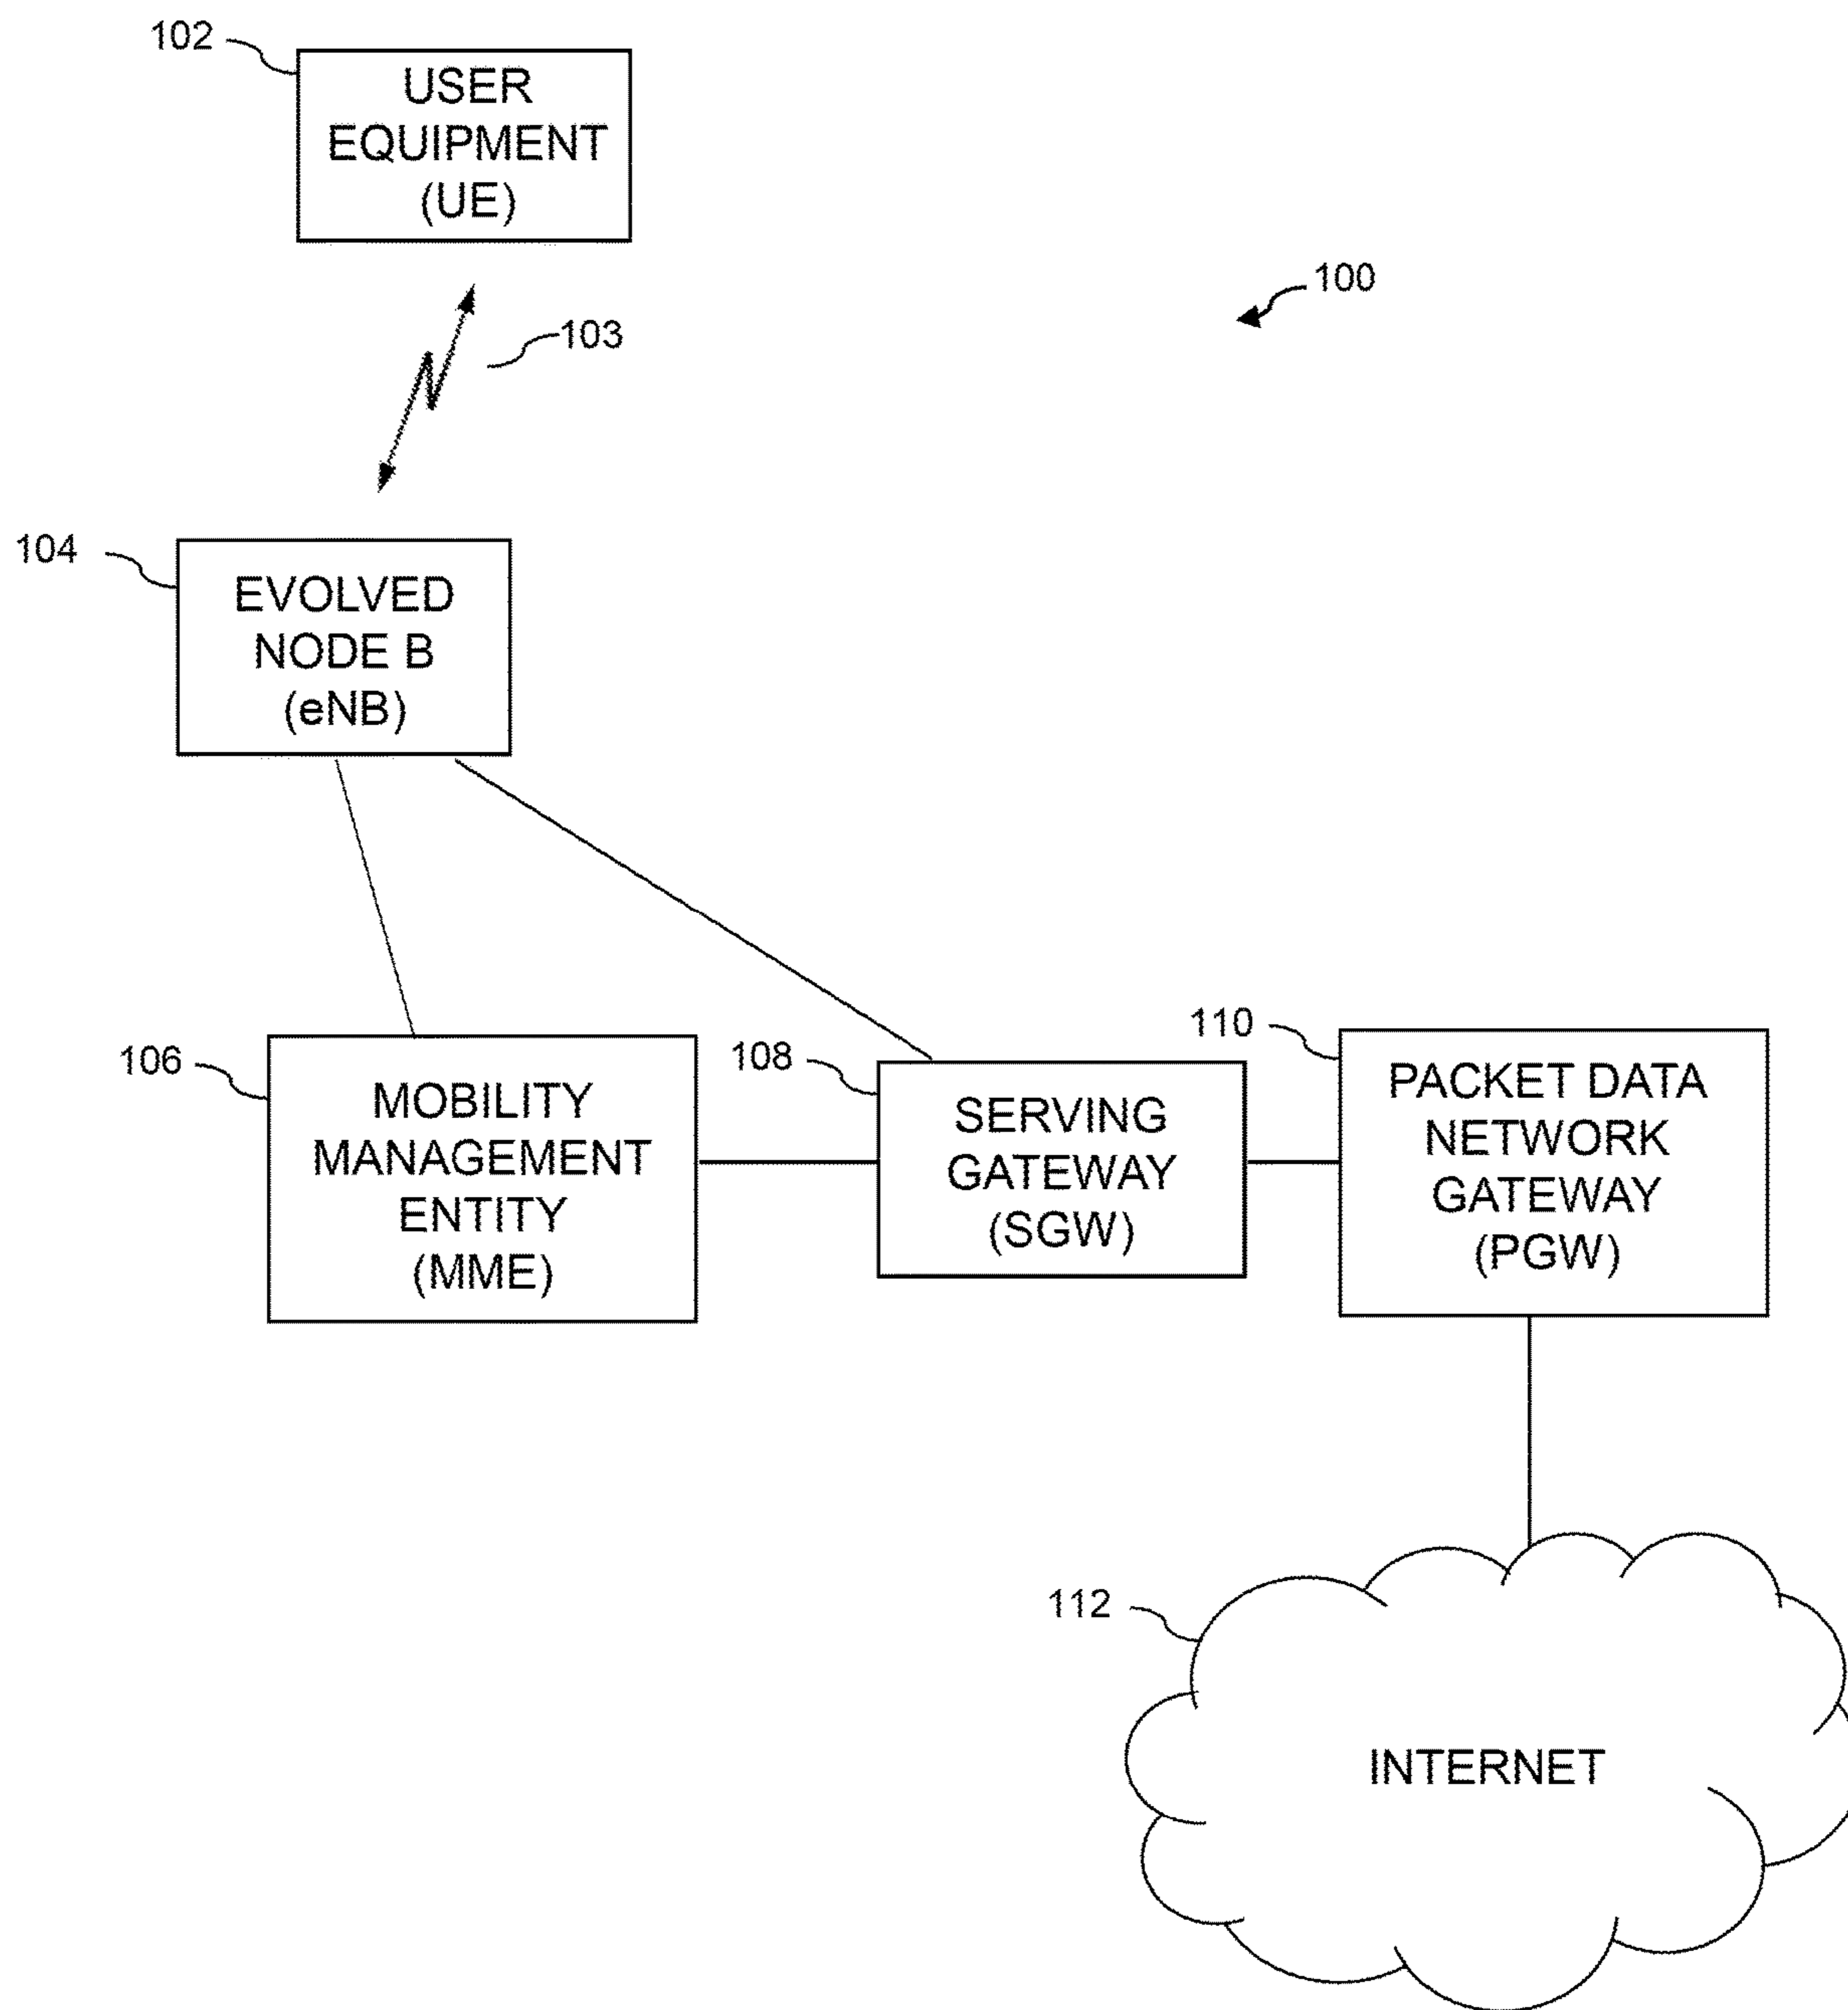 102
USER
EQUIPMENT
(UE)
100
103
104
EVOLVED
NODE B
(eNB)
106
MOBILITY
MANAGEMENT
ENTITY
(MME)
108
SERVING
GATEWAY
(SGW)
110
PACKET DATA
NETWORK
GATEWAY
(PGW)
112
INTERNET